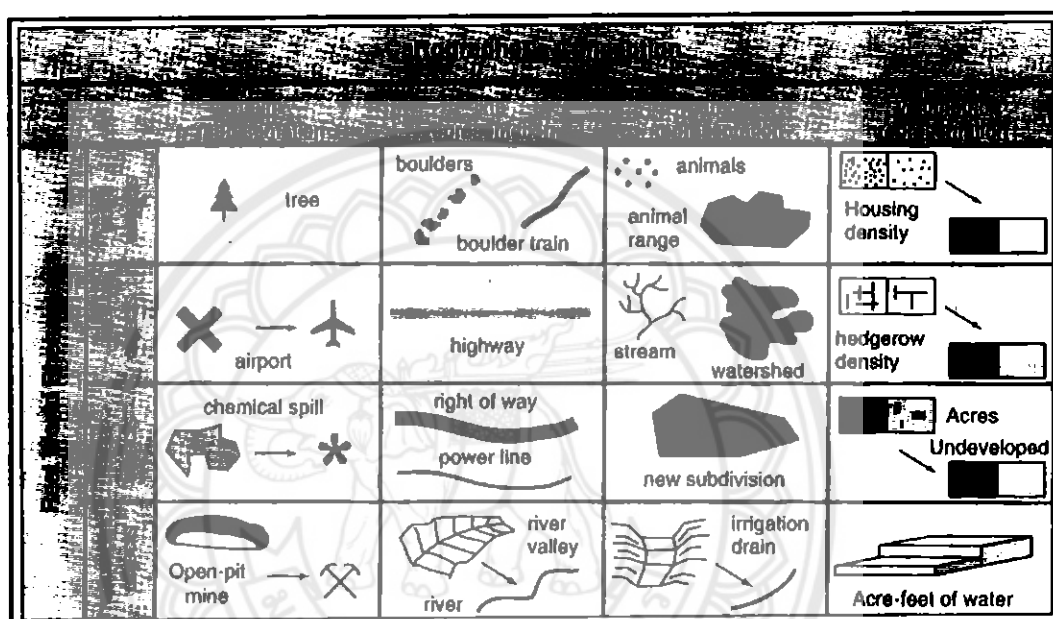 tree
boulders
boulder train
animals
animal
range
Housing
density
airport
highway
stream
watershed
hedgerow
density
chemical spill
right of way
power line
new subdivision
Acres
Undeveloped
Open-pit
mine
river
valley
river
irrigation
drain
Acre-feet of water